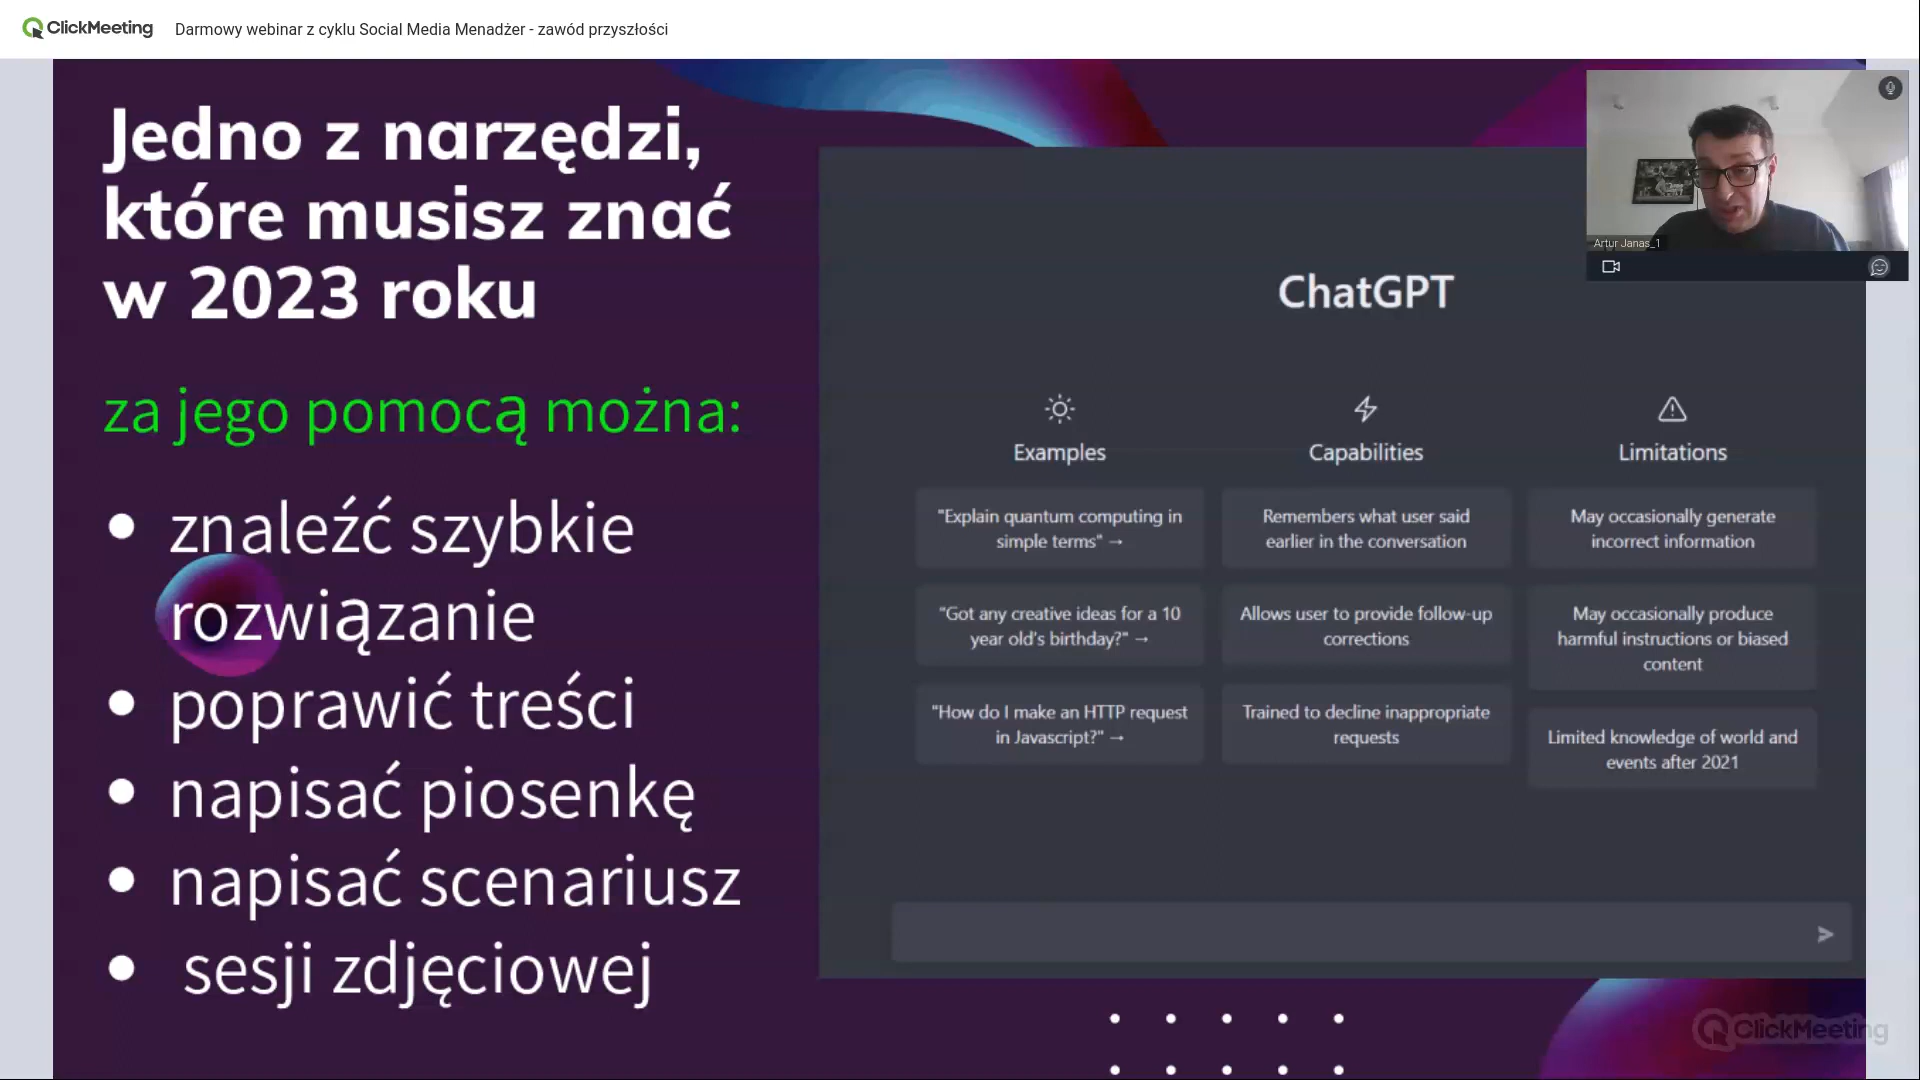 ClickMeeting
Darmowy webinar z cyklu Social Media Menadżer - zawód przyszłości
Jedno z narzędzi,
które musisz znać
w 2023 roku
za jego pomocą można:
znaleźć szybkie
rozwiązanie
poprawić treści
napisać piosenkę
napisać scenariusz
sesji zdjęciowej
Artur Janas_1
ChatGPT
Examples
"Explain quantum computing in
simple terms" →
"Got any creative ideas for a 10
year old's birthday?" →
"How do I make an HTTP request
in Javascript?" →
Capabilities
Remembers what user said
earlier in the conversation
Allows user to provide follow-up
corrections
Trained to decline inappropriate
requests
Limitations
May occasionally generate
incorrect information
May occasionally produce
harmful instructions or biased
content
Limited knowledge of world and
events after 2021
ClickMeeting